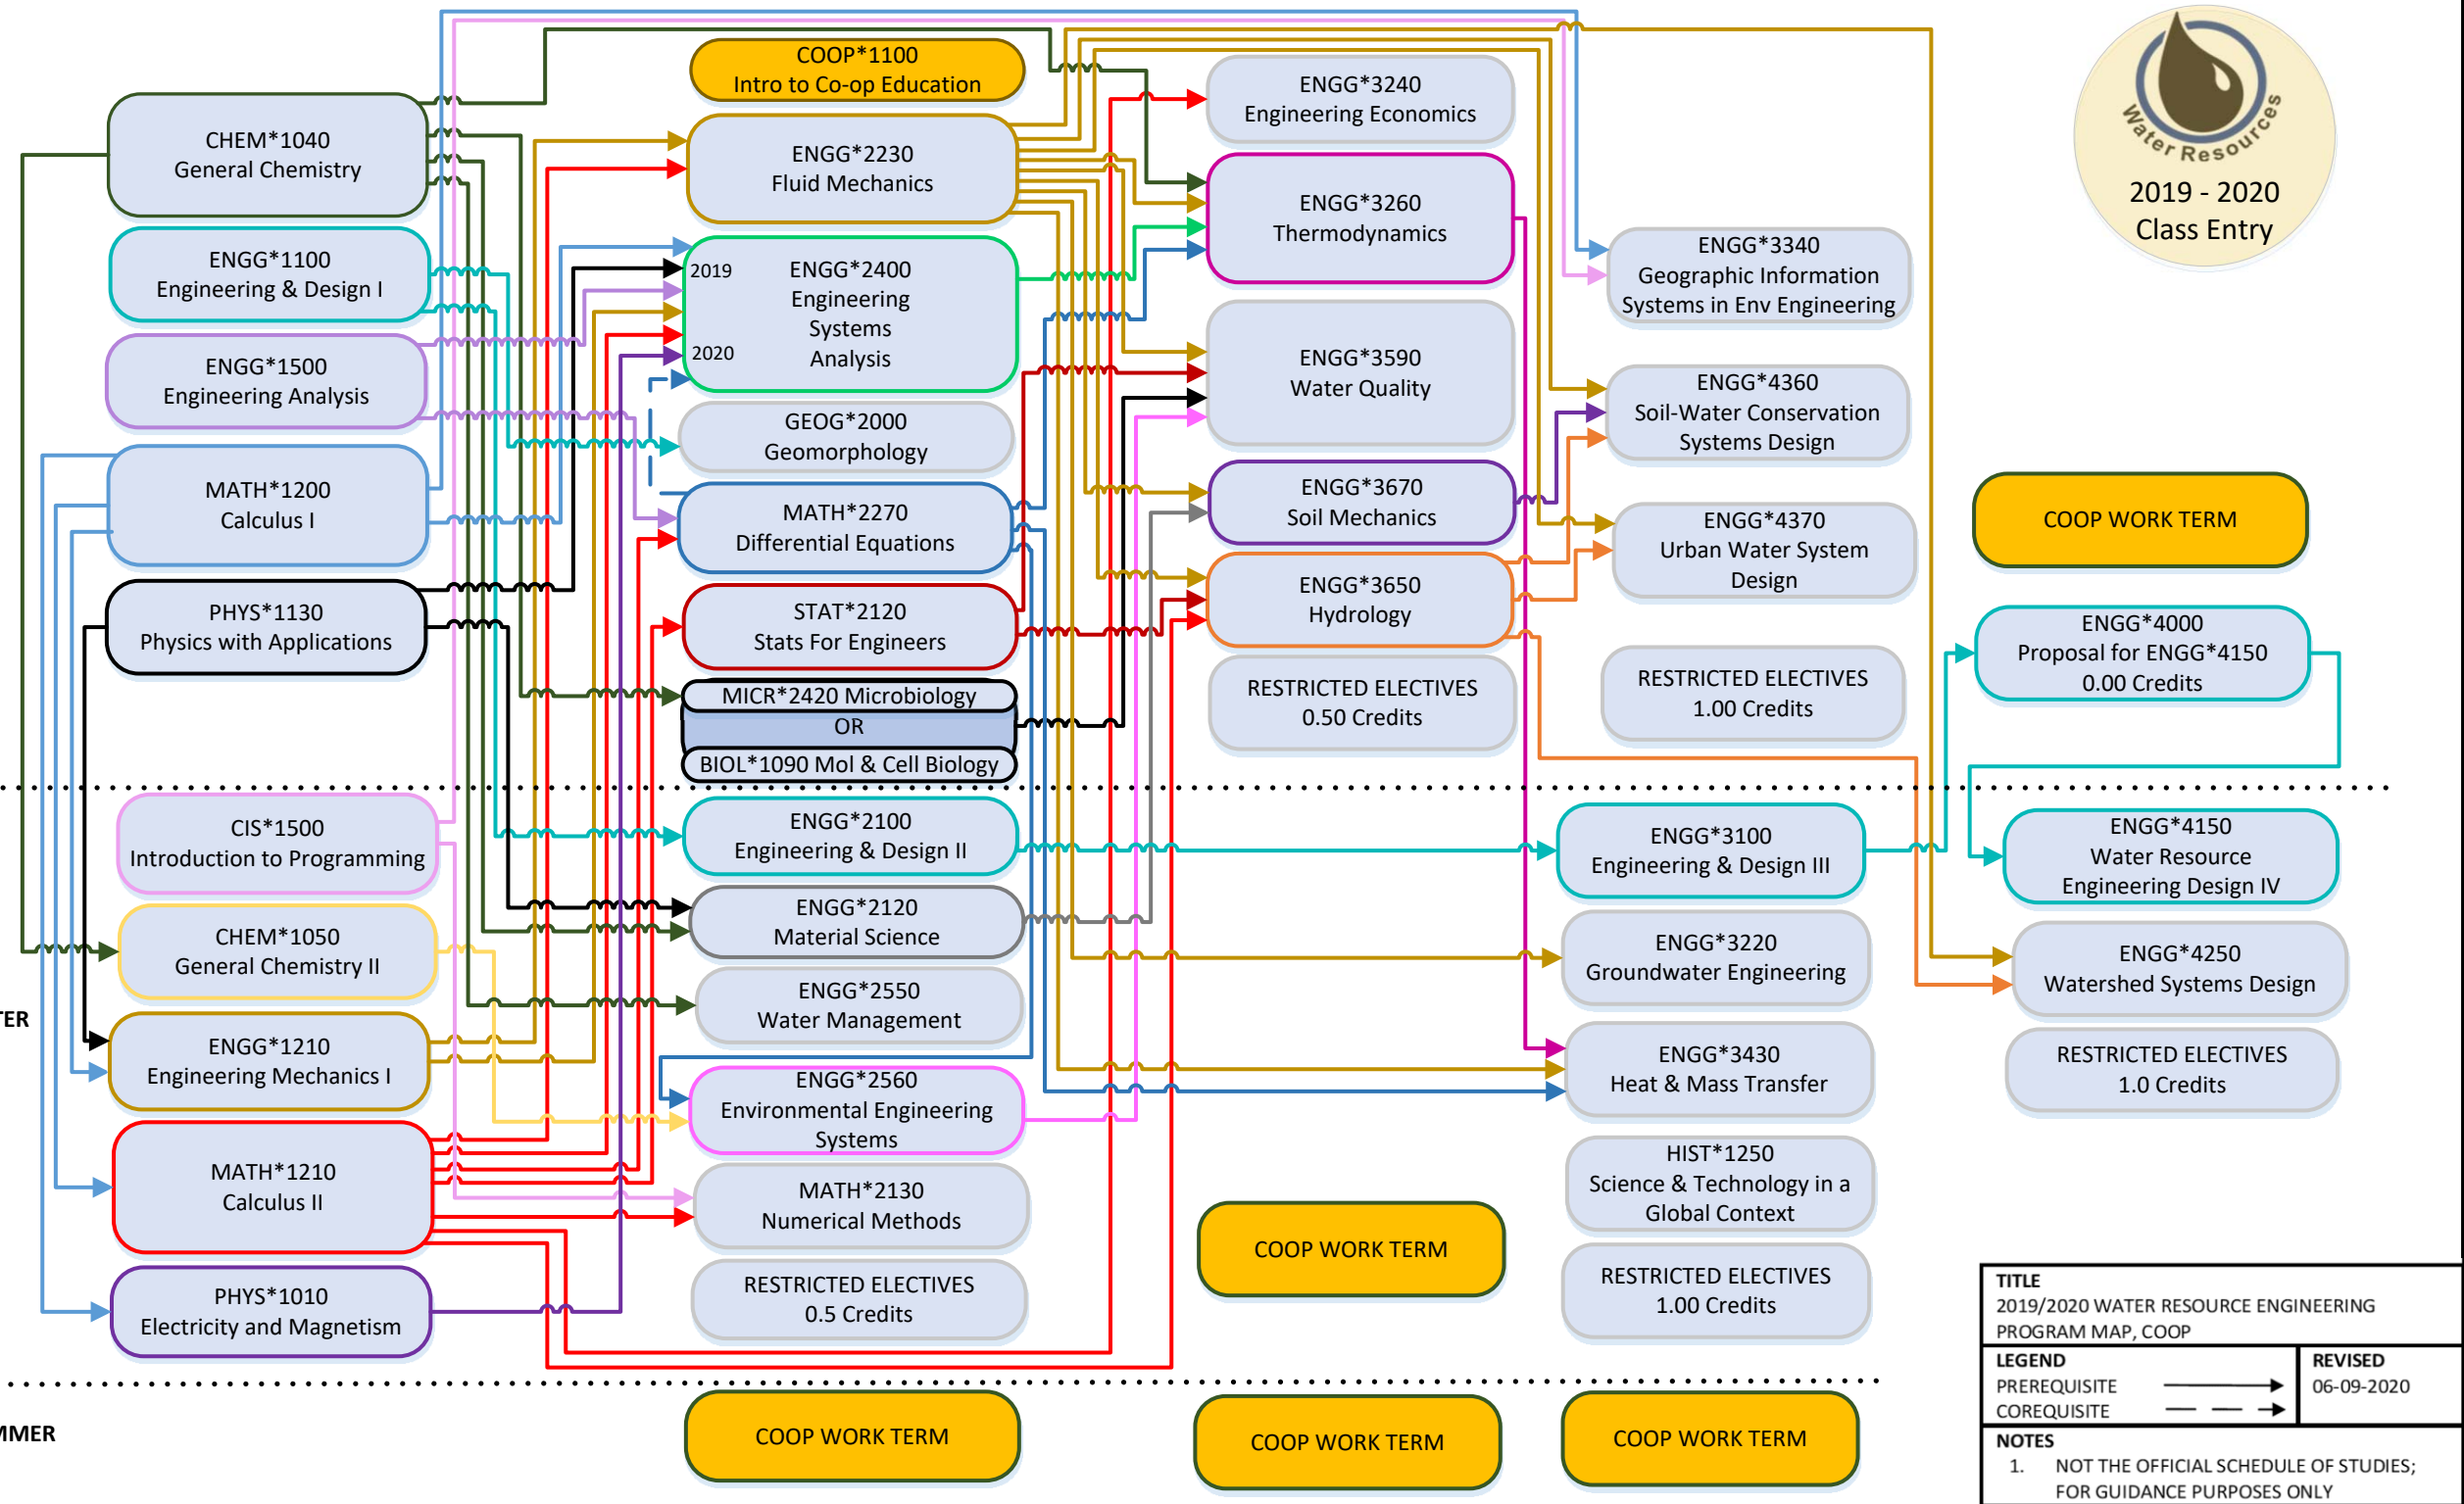 COOP*1100
Intro to Co-op Education
CHEM*1040
General Chemistry
ENGG*1100
Engineering & Design I
ENGG*1500
Engineering Analysis
MATH*1200
Calculus I
PHYS*1130
Physics with Applications
ENGG*2230
Fluid Mechanics
2019
2020
ENGG*2400
Engineering
Systems
Analysis
GEOG*2000
Geomorphology
MATH*2270
Differential Equations
STAT*2120
Stats For Engineers
MICR*2420 Microbiology
OR
BIOL*1090 Mol & Cell Biology
ENGG*3240
Engineering Economics
ENGG*3260
Thermodynamics
ENGG*3590
Water Quality
ENGG*3670
Soil Mechanics
ENGG*3650
Hydrology
RESTRICTED ELECTIVES
0.50 Credits
ENGG*3340
Geographic Information
Systems in Env Engineering
ENGG*4360
Soil-Water Conservation
Systems Design
ENGG*4370
Urban Water System
Design
RESTRICTED ELECTIVES
1.00 Credits
Water Resources
2019 - 2020
Class Entry
COOP WORK TERM
ENGG*4000
Proposal for ENGG*4150
0.00 Credits
TER
CIS*1500
Introduction to Programming
CHEM*1050
General Chemistry II
ENGG*1210
Engineering Mechanics I
MATH*1210
Calculus II
PHYS*1010
Electricity and Magnetism
ENGG*2100
Engineering & Design II
ENGG*2120
Material Science
ENGG*2550
Water Management
ENGG*2560
Environmental Engineering
Systems
MATH*2130
Numerical Methods
RESTRICTED ELECTIVES
0.5 Credits
COOP WORK TERM
ENGG*3100
Engineering & Design III
ENGG*3220
Groundwater Engineering
ENGG*3430
Heat & Mass Transfer
HIST*1250
Science & Technology in a
Global Context
RESTRICTED ELECTIVES
1.00 Credits
ENGG*4150
Water Resource
Engineering Design IV
ENGG*4250
Watershed Systems Design
RESTRICTED ELECTIVES
1.0 Credits
MMER
COOP WORK TERM
COOP WORK TERM
COOP WORK TERM
TITLE
2019/2020 WATER RESOURCE ENGINEERING
PROGRAM MAP, COOP
LEGEND
PREREQUISITE
COREQUISITE
REVISED
06-09-2020
NOTES
1. NOT THE OFFICIAL SCHEDULE OF STUDIES;
FOR GUIDANCE PURPOSES ONLY